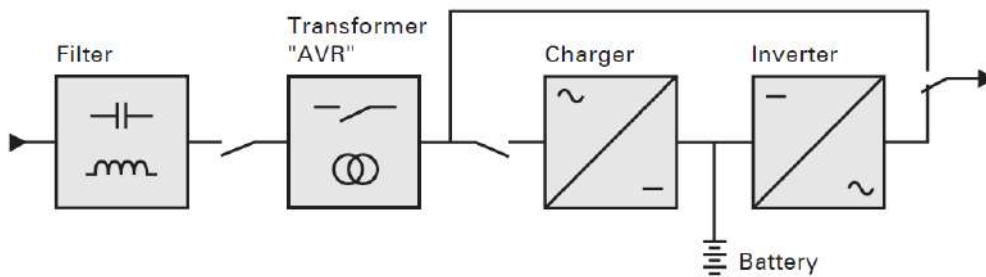 Filter
Transformer
"AVR"
Charger
Inverter
Battery